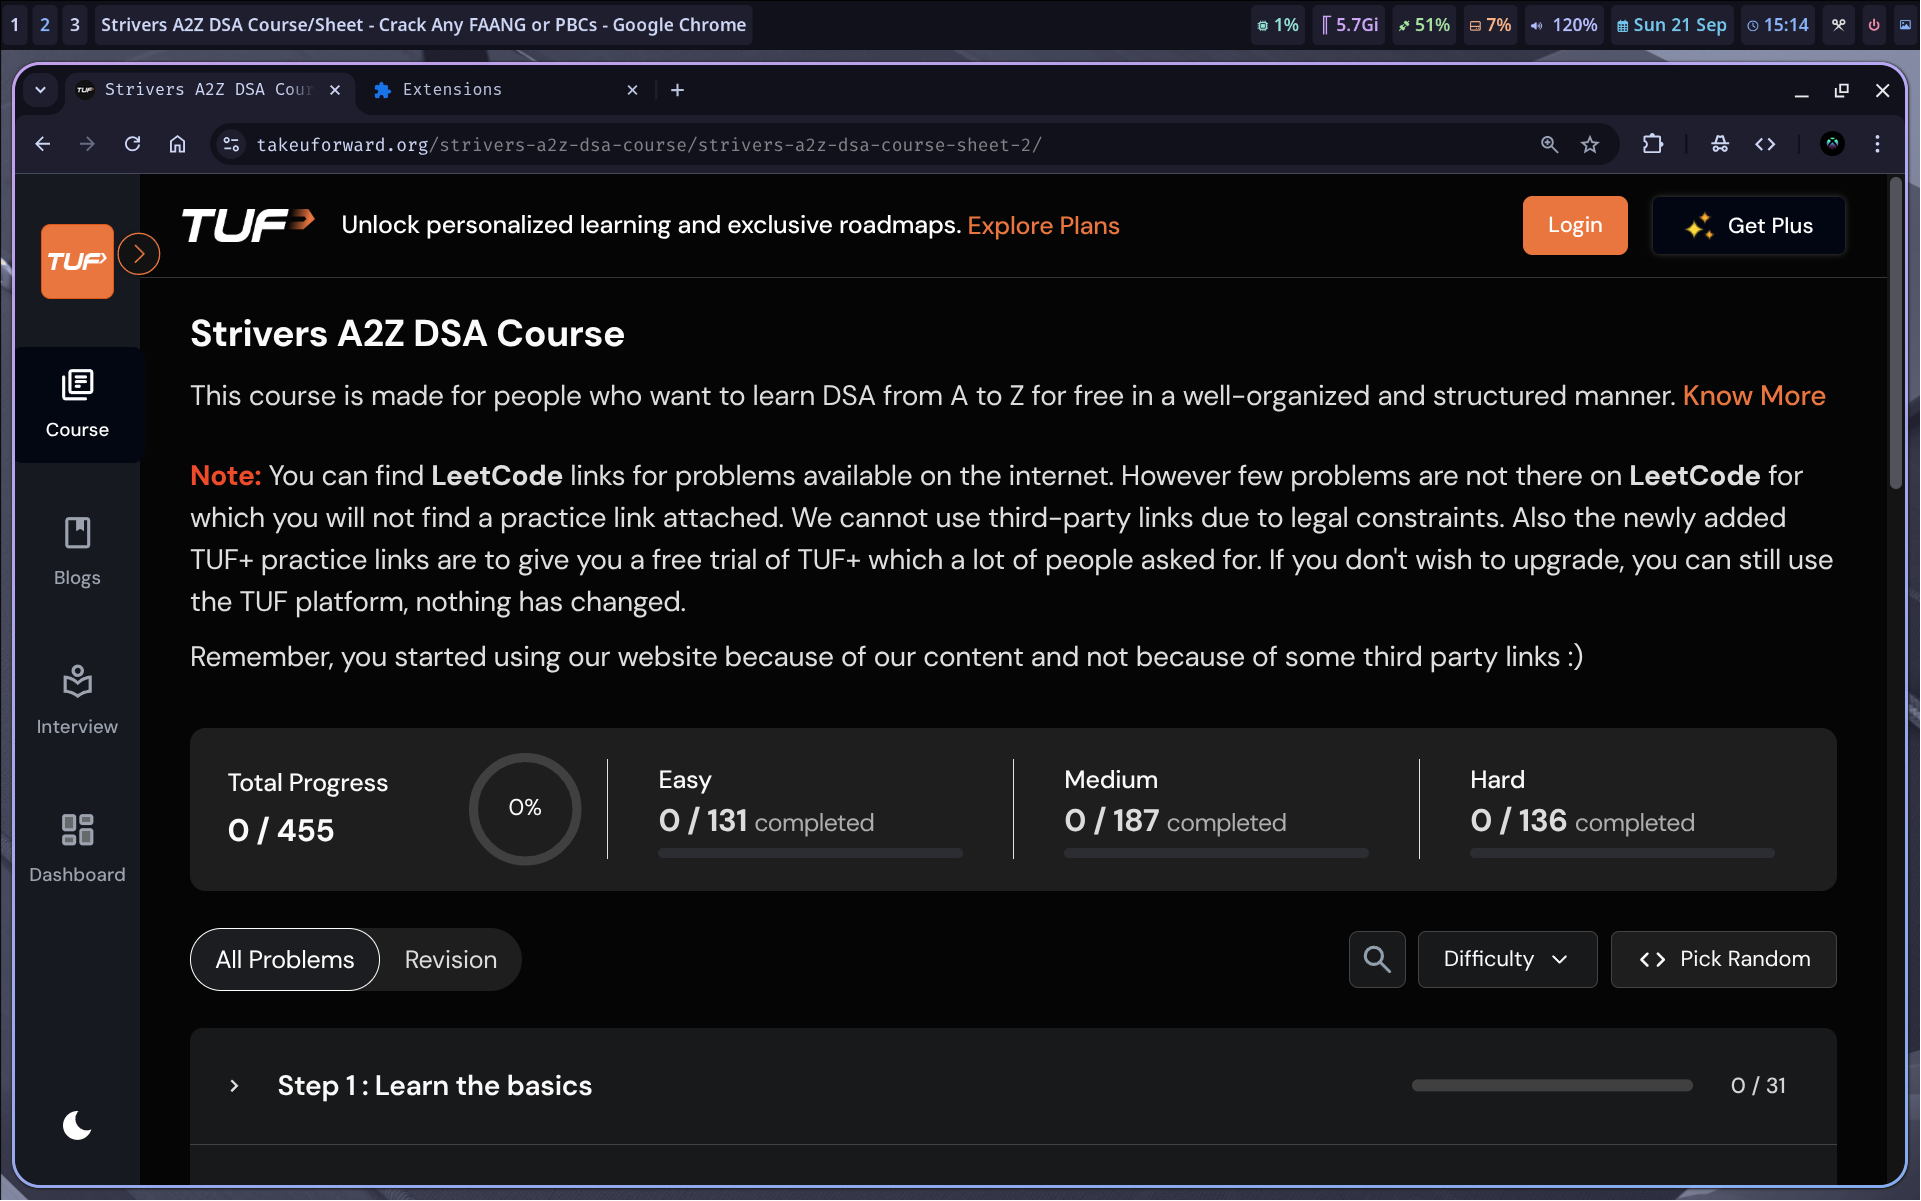 1 2 3 Strivers A2Z DSA Course/Sheet - Crack Any FAANG or PBCs - Google Chrome 1% 5.7Gi 51% 7% 120% Sun 21 Sep 15:14
TUF Strivers A2Z DSA Cour Extensions
takeuforward.org/strivers-a2z-dsa-course/strivers-a2z-dsa-course-sheet-2/
TUF
Course
Blogs
Interview
Dashboard
TUF Unlock personalized learning and exclusive roadmaps. Explore Plans Login Get Plus
Strivers A2Z DSA Course
This course is made for people who want to learn DSA from A to Z for free in a well-organized and structured manner. Know More
Note: You can find LeetCode links for problems available on the internet. However few problems are not there on LeetCode for
which you will not find a practice link attached. We cannot use third-party links due to legal constraints. Also the newly added
TUF+ practice links are to give you a free trial of TUF+ which a lot of people asked for. If you don't wish to upgrade, you can still use
the TUF platform, nothing has changed.
Remember, you started using our website because of our content and not because of some third party links :)
Total Progress
0 / 455
0%
Easy
0 / 131 completed
Medium
0 / 187 completed
Hard
0 / 136 completed
All Problems Revision Difficulty Pick Random
Step 1 : Learn the basics 0 / 31